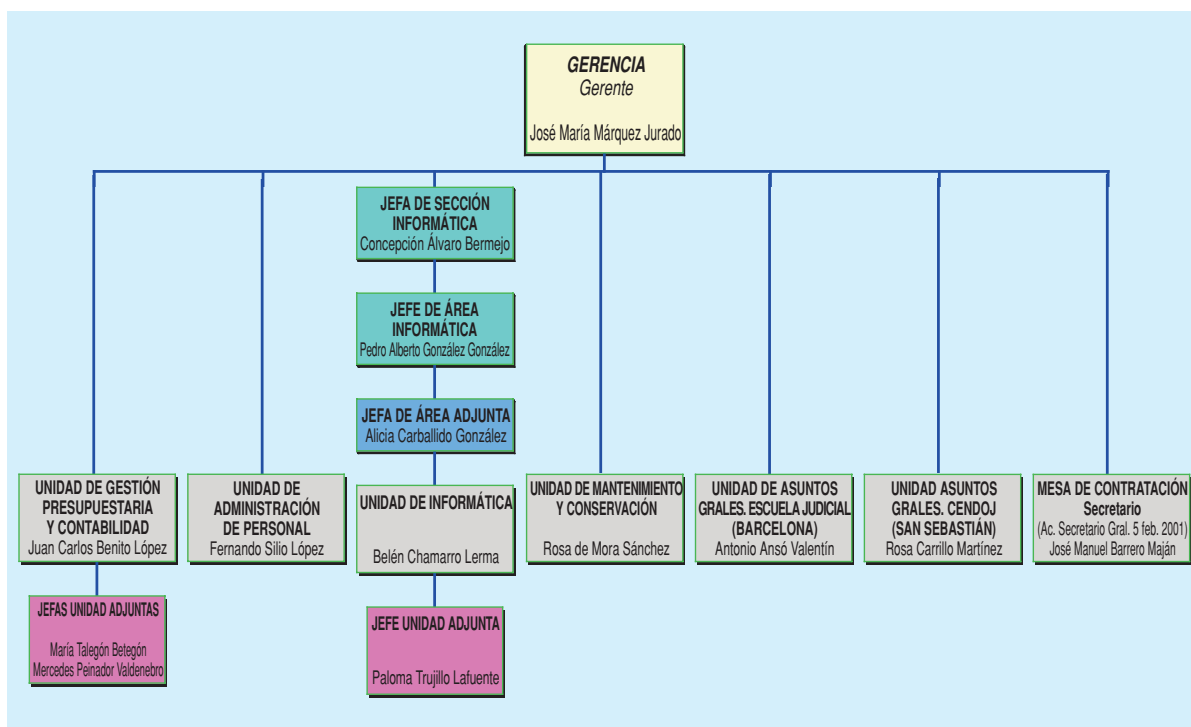 GERENCIA
Gerente
José María Márquez Jurado
JEFA DE SECCIÓN
INFORMÁTICA
Concepción Álvaro Bermejo
JEFE DE ÁREA
INFORMÁTICA
Pedro Alberto González González
JEFA DE ÁREA ADJUNTA
Alicia Carballido González
UNIDAD DE GESTIÓN
PRESUPUESTARIA
Y CONTABILIDAD
Juan Carlos Benito López
UNIDAD DE
ADMINISTRACIÓN
DE PERSONAL
Fernando Silio López
UNIDAD DE INFORMÁTICA
Belén Chamarro Lerma
UNIDAD DE MANTENIMIENTO
Y CONSERVACIÓN
Rosa de Mora Sánchez
UNIDAD DE ASUNTOS
GRALES. ESCUELA JUDICIAL
(BARCELONA)
Antonio Ansó Valentín
UNIDAD ASUNTOS
GRALES. CENDOJ
(SAN SEBASTIÁN)
Rosa Carrillo Martínez
MESA DE CONTRATACIÓN
Secretario
(Ac. Secretario Gral. 5 feb. 2001)
José Manuel Barrero Maján
JEFAS UNIDAD ADJUNTAS
María Talegón Betegón
Mercedes Peinador Valdenebro
JEFE UNIDAD ADJUNTA
Paloma Trujillo Lafuente